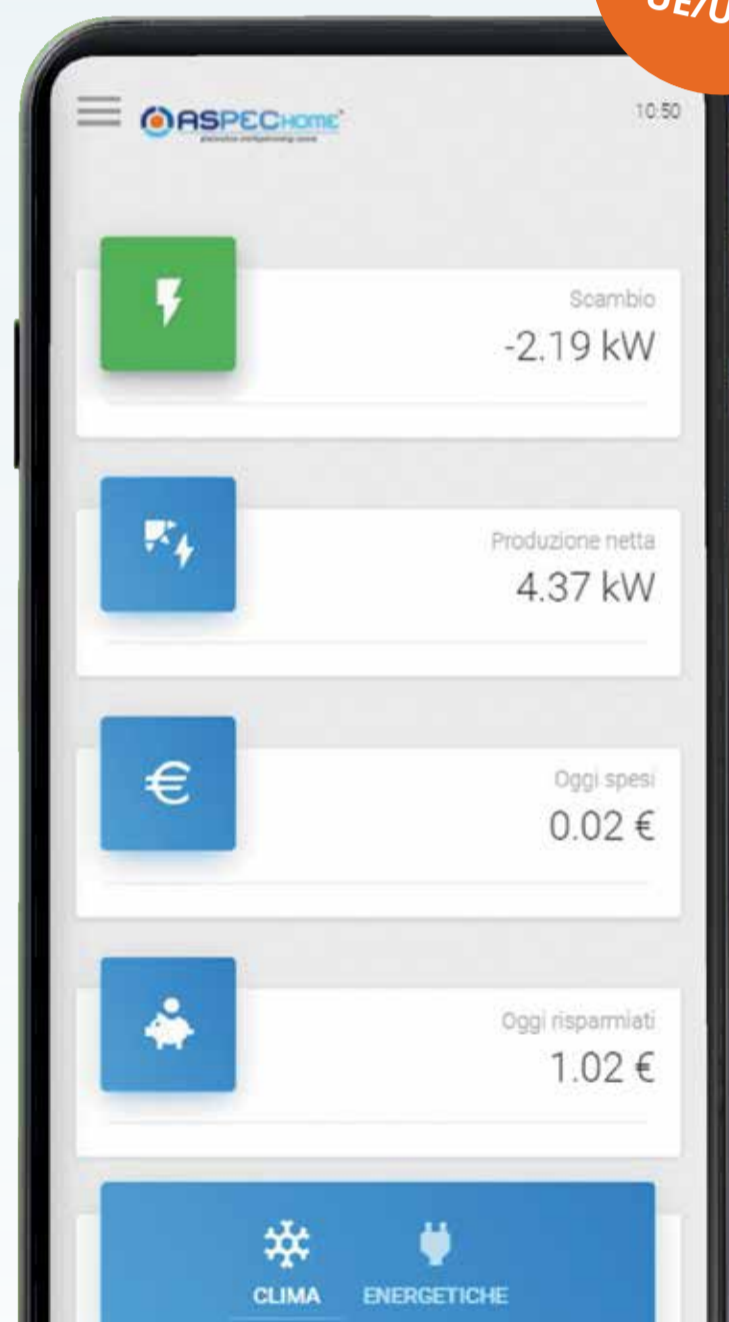 UE/U
ASPECHOME
10:50
Scambio
-2.19 kW
Produzione netta
4.37 kW
€
Oggi spesi
0.02 €
Oggi risparmiati
1.02 €
CLIMA ENERGETICHE